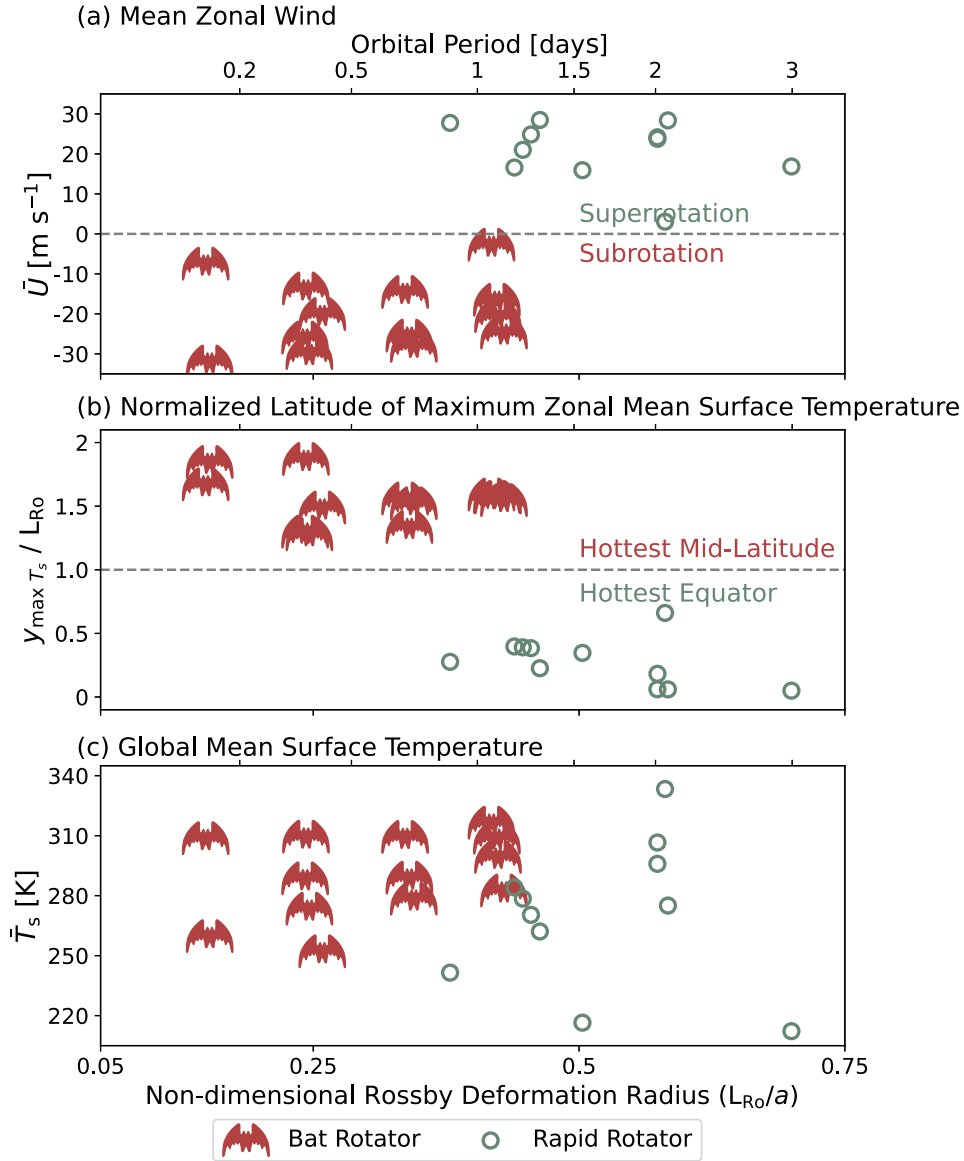 (a) Mean Zonal Wind
Orbital Period [days]
0.2 0.5 1 1.5 2 3
30
20
10
0
-10
-20
-30
Ū [m s⁻¹]
Superrotation
Subrotation
(b) Normalized Latitude of Maximum Zonal Mean Surface Temperature
2
1.5
1.0
0.5
0
y_max T_s / L_Ro
Hottest Mid-Latitude
Hottest Equator
(c) Global Mean Surface Temperature
340
310
280
250
220
T̄_s [K]
0.05 0.25 0.5 0.75
Non-dimensional Rossby Deformation Radius (L_Ro/a)
Bat Rotator Rapid Rotator